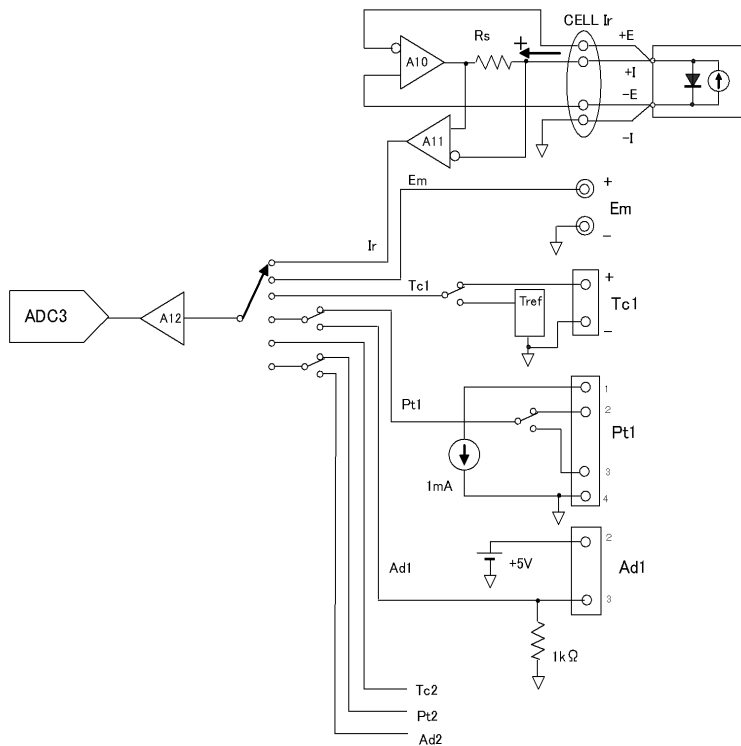 CELL Ir
Rs
+
+E
A10
+I
−E
−I
A11
Em
+
Em
−
Ir
Tc1
+
Tref
Tc1
−
ADC3
A12
Pt1
1
2
Pt1
3
4
1mA
2
+5V
Ad1
Ad1
3
1kΩ
Tc2
Pt2
Ad2